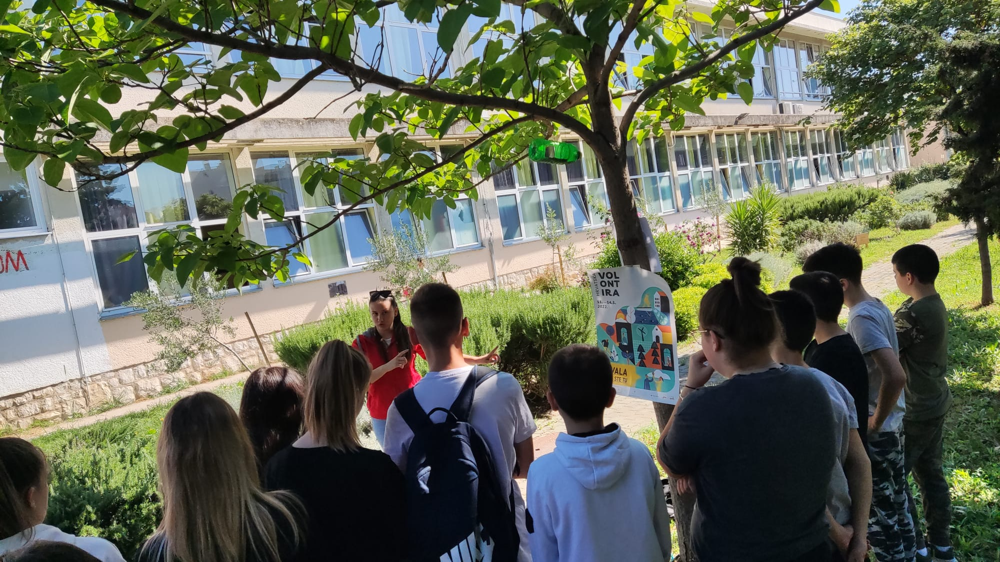 OM
HRVATSKA
VOL
ONT
IRA
11.—14.5.
2022.
VALA
STE TU